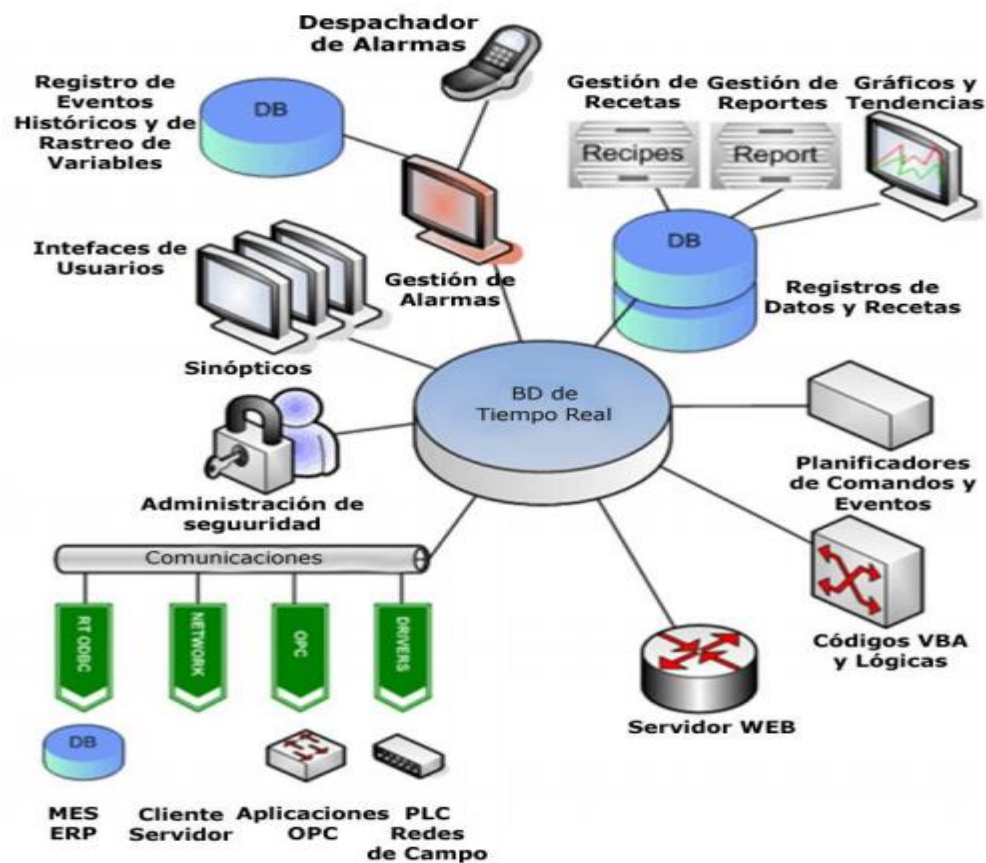 Despachador
de Alarmas
Registro de
Eventos
Históricos y de
Rastreo de
Variables
DB
Gestión de
Recetas
Gestión de
Reportes
Gráficos y
Tendencias
Recipes
Report
DB
Intefaces de
Usuarios
Gestión de
Alarmas
Registros de
Datos y Recetas
Sinópticos
BD de
Tiempo Real
Planificadores
de Comandos y
Eventos
Administración de
seguuridad
Comunicaciones
RT ODBC
NETWORK
OPC
DRIVERS
Códigos VBA
y Lógicas
Servidor WEB
DB
MES
ERP
Cliente
Servidor
Aplicaciones
OPC
PLC
Redes
de Campo